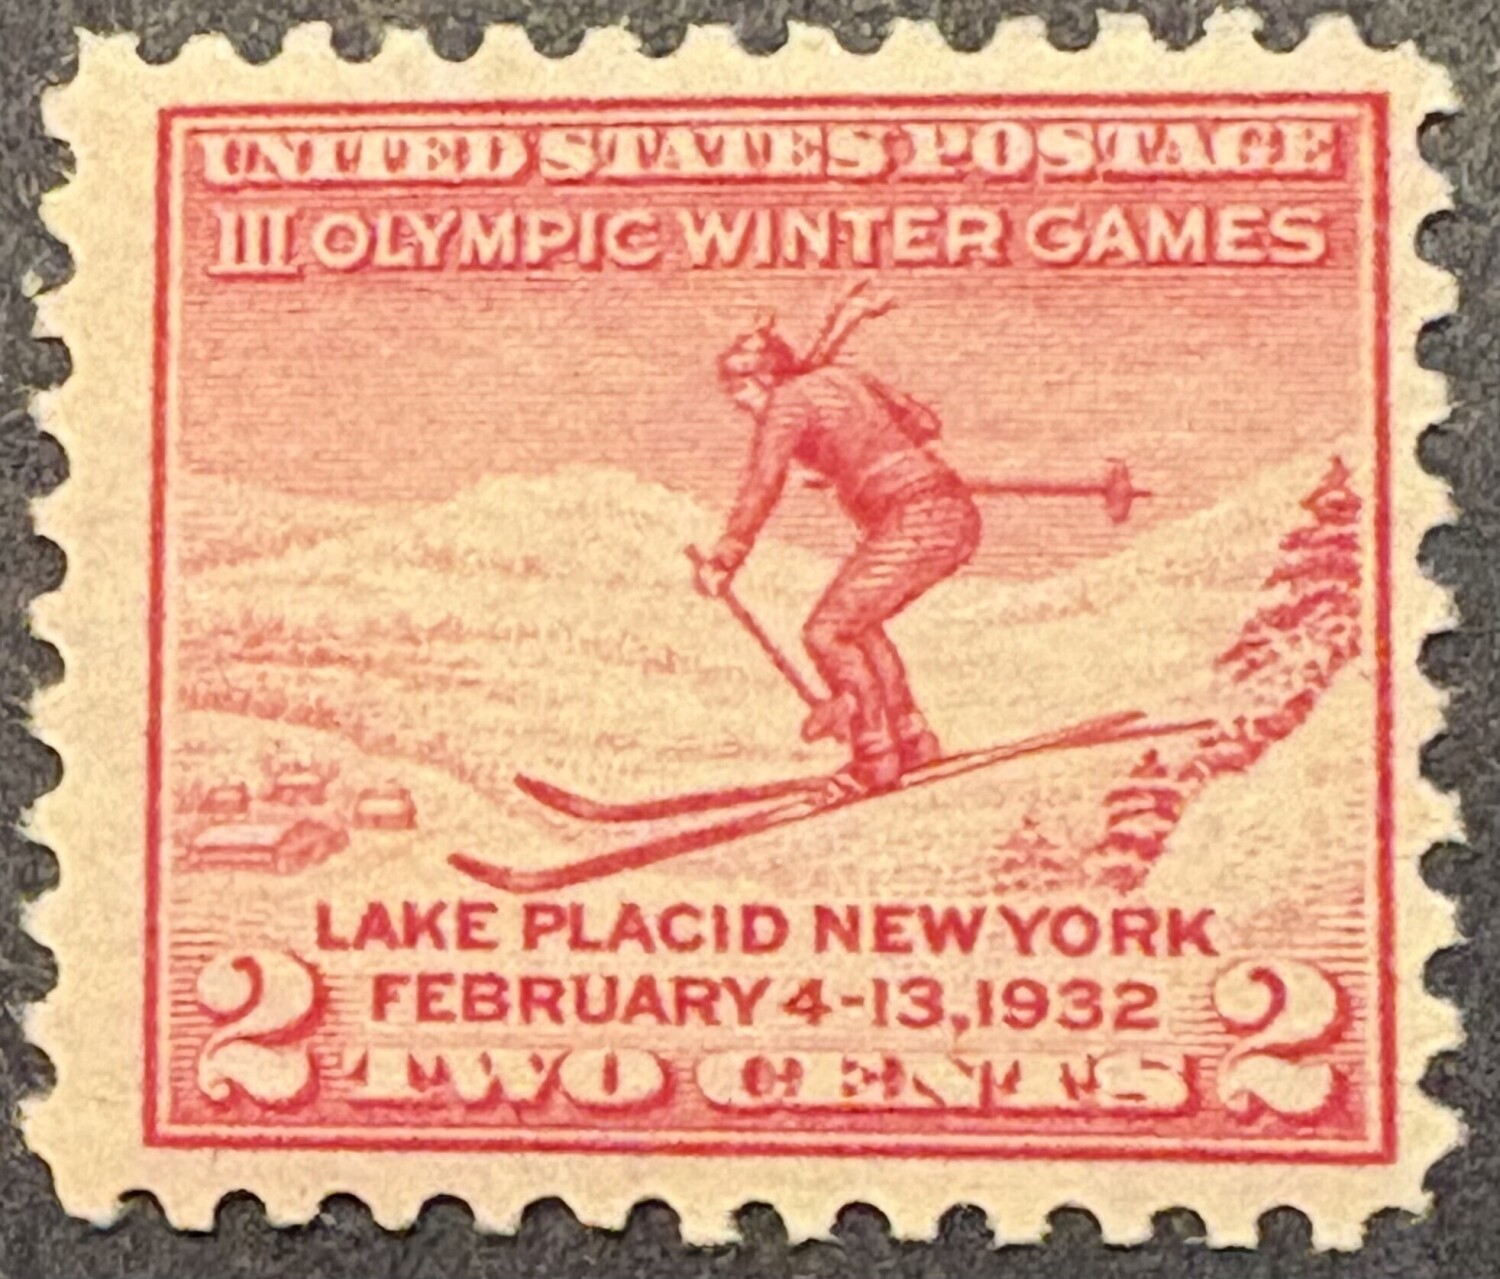 UNITED STATES POSTAGE
III OLYMPIC WINTER GAMES
LAKE PLACID NEW YORK
FEBRUARY 4-13, 1932
2 TWO CENTS 2